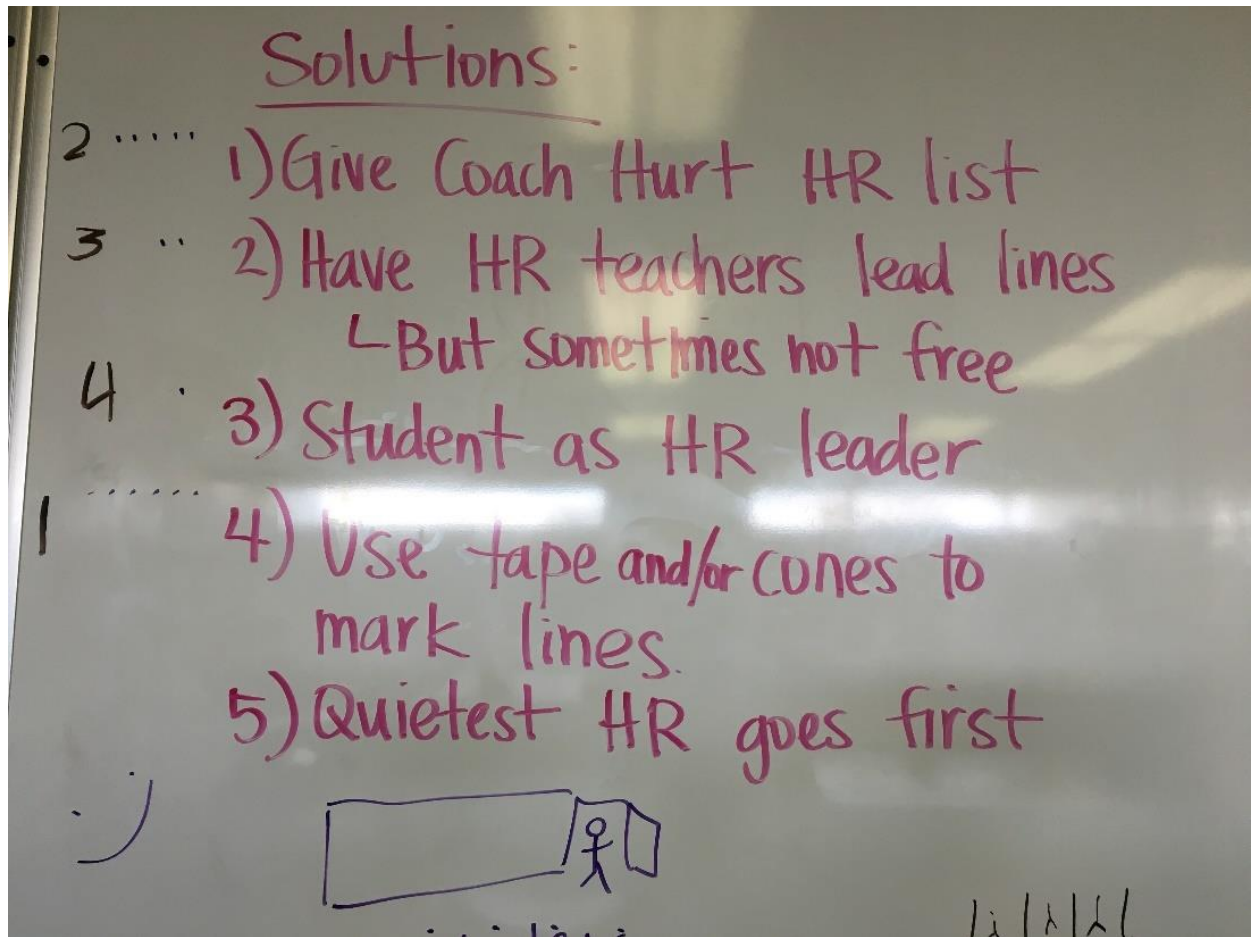 Solutions:
2 1) Give Coach Hurt HR list
3 2) Have HR teachers lead lines
But sometimes not free
4 3) Student as HR leader
1 4) Use tape and/or cones to
mark lines.
5) Quietest HR goes first